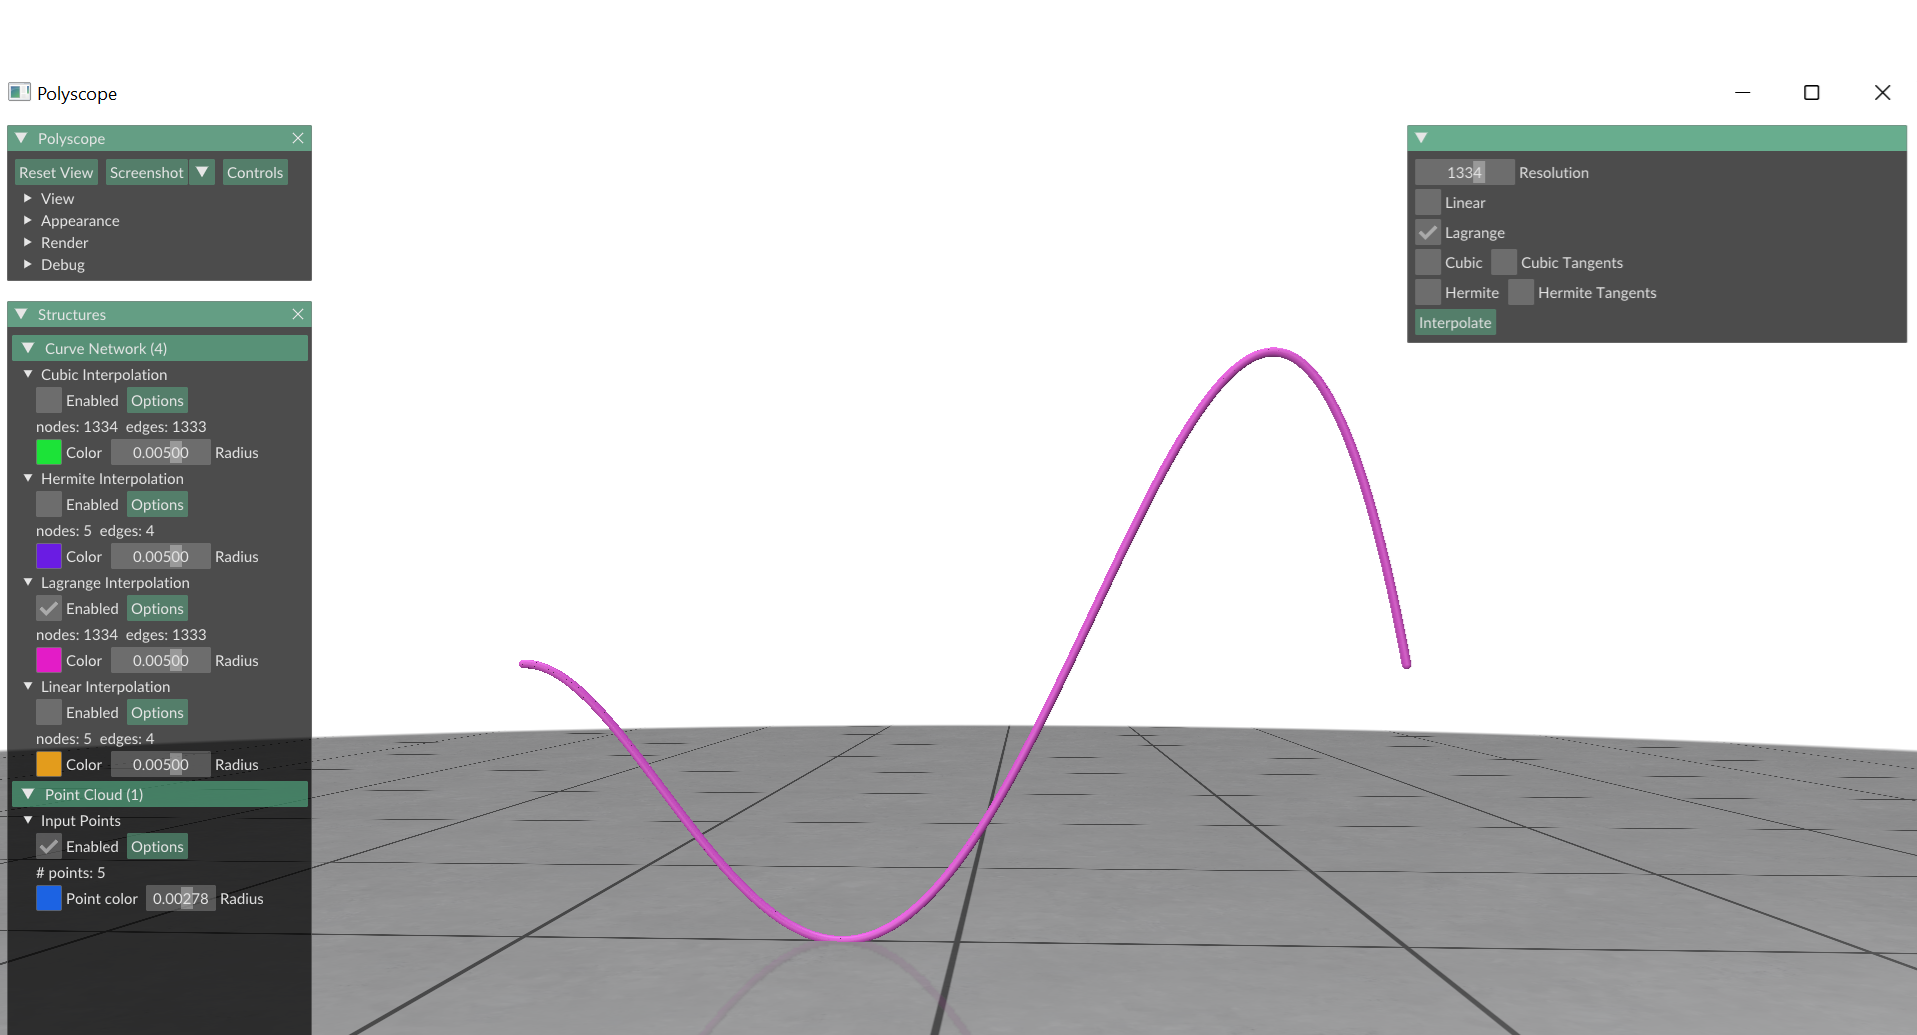 Polyscope
Polyscope
Reset View Screenshot Controls
View
Appearance
Render
Debug
Structures
Curve Network (4)
Cubic Interpolation
Enabled Options
nodes: 1334 edges: 1333
Color 0.00500 Radius
Hermite Interpolation
Enabled Options
nodes: 5 edges: 4
Color 0.00500 Radius
Lagrange Interpolation
Enabled Options
nodes: 1334 edges: 1333
Color 0.00500 Radius
Linear Interpolation
Enabled Options
nodes: 5 edges: 4
Color 0.00500 Radius
Point Cloud (1)
Input Points
Enabled Options
# points: 5
Point color 0.00278 Radius
1334 Resolution
Linear
Lagrange
Cubic Cubic Tangents
Hermite Hermite Tangents
Interpolate